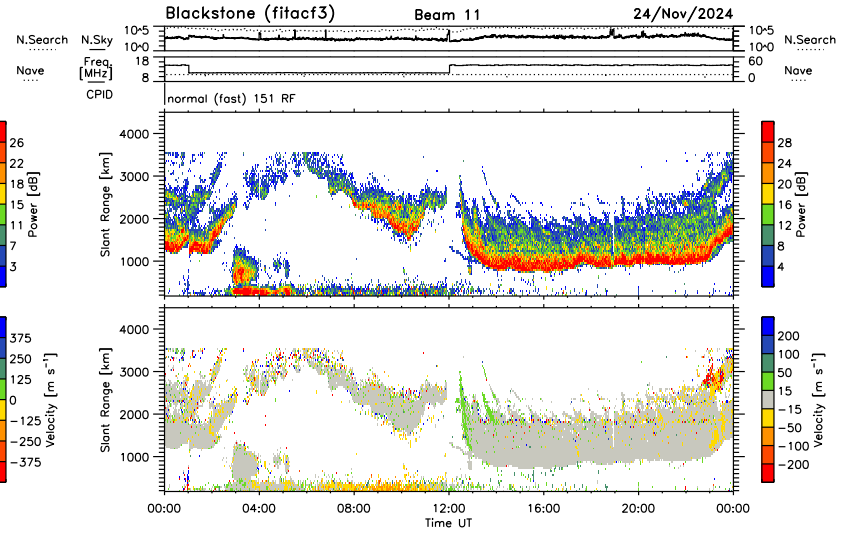 Blackstone (fitacf3) Beam 11 24/Nov/2024
N.Search N.Sky 10^5 10^0 10^5 10^0 N.Search
Nave Freq. [MHz] 18 8 60 0 Nave
CPID normal (fast) 151 RF
Power [dB] 26 22 18 15 11 7 3
Slant Range [km] 4000 3000 2000 1000
28 24 20 16 12 8 4 Power [dB]
375 250 125 0 -125 -250 -375 Velocity [m s^-1]
Slant Range [km] 4000 3000 2000 1000
200 100 50 15 -15 -50 -100 -200 Velocity [m s^-1]
00:00 04:00 08:00 12:00 16:00 20:00 00:00
Time UT